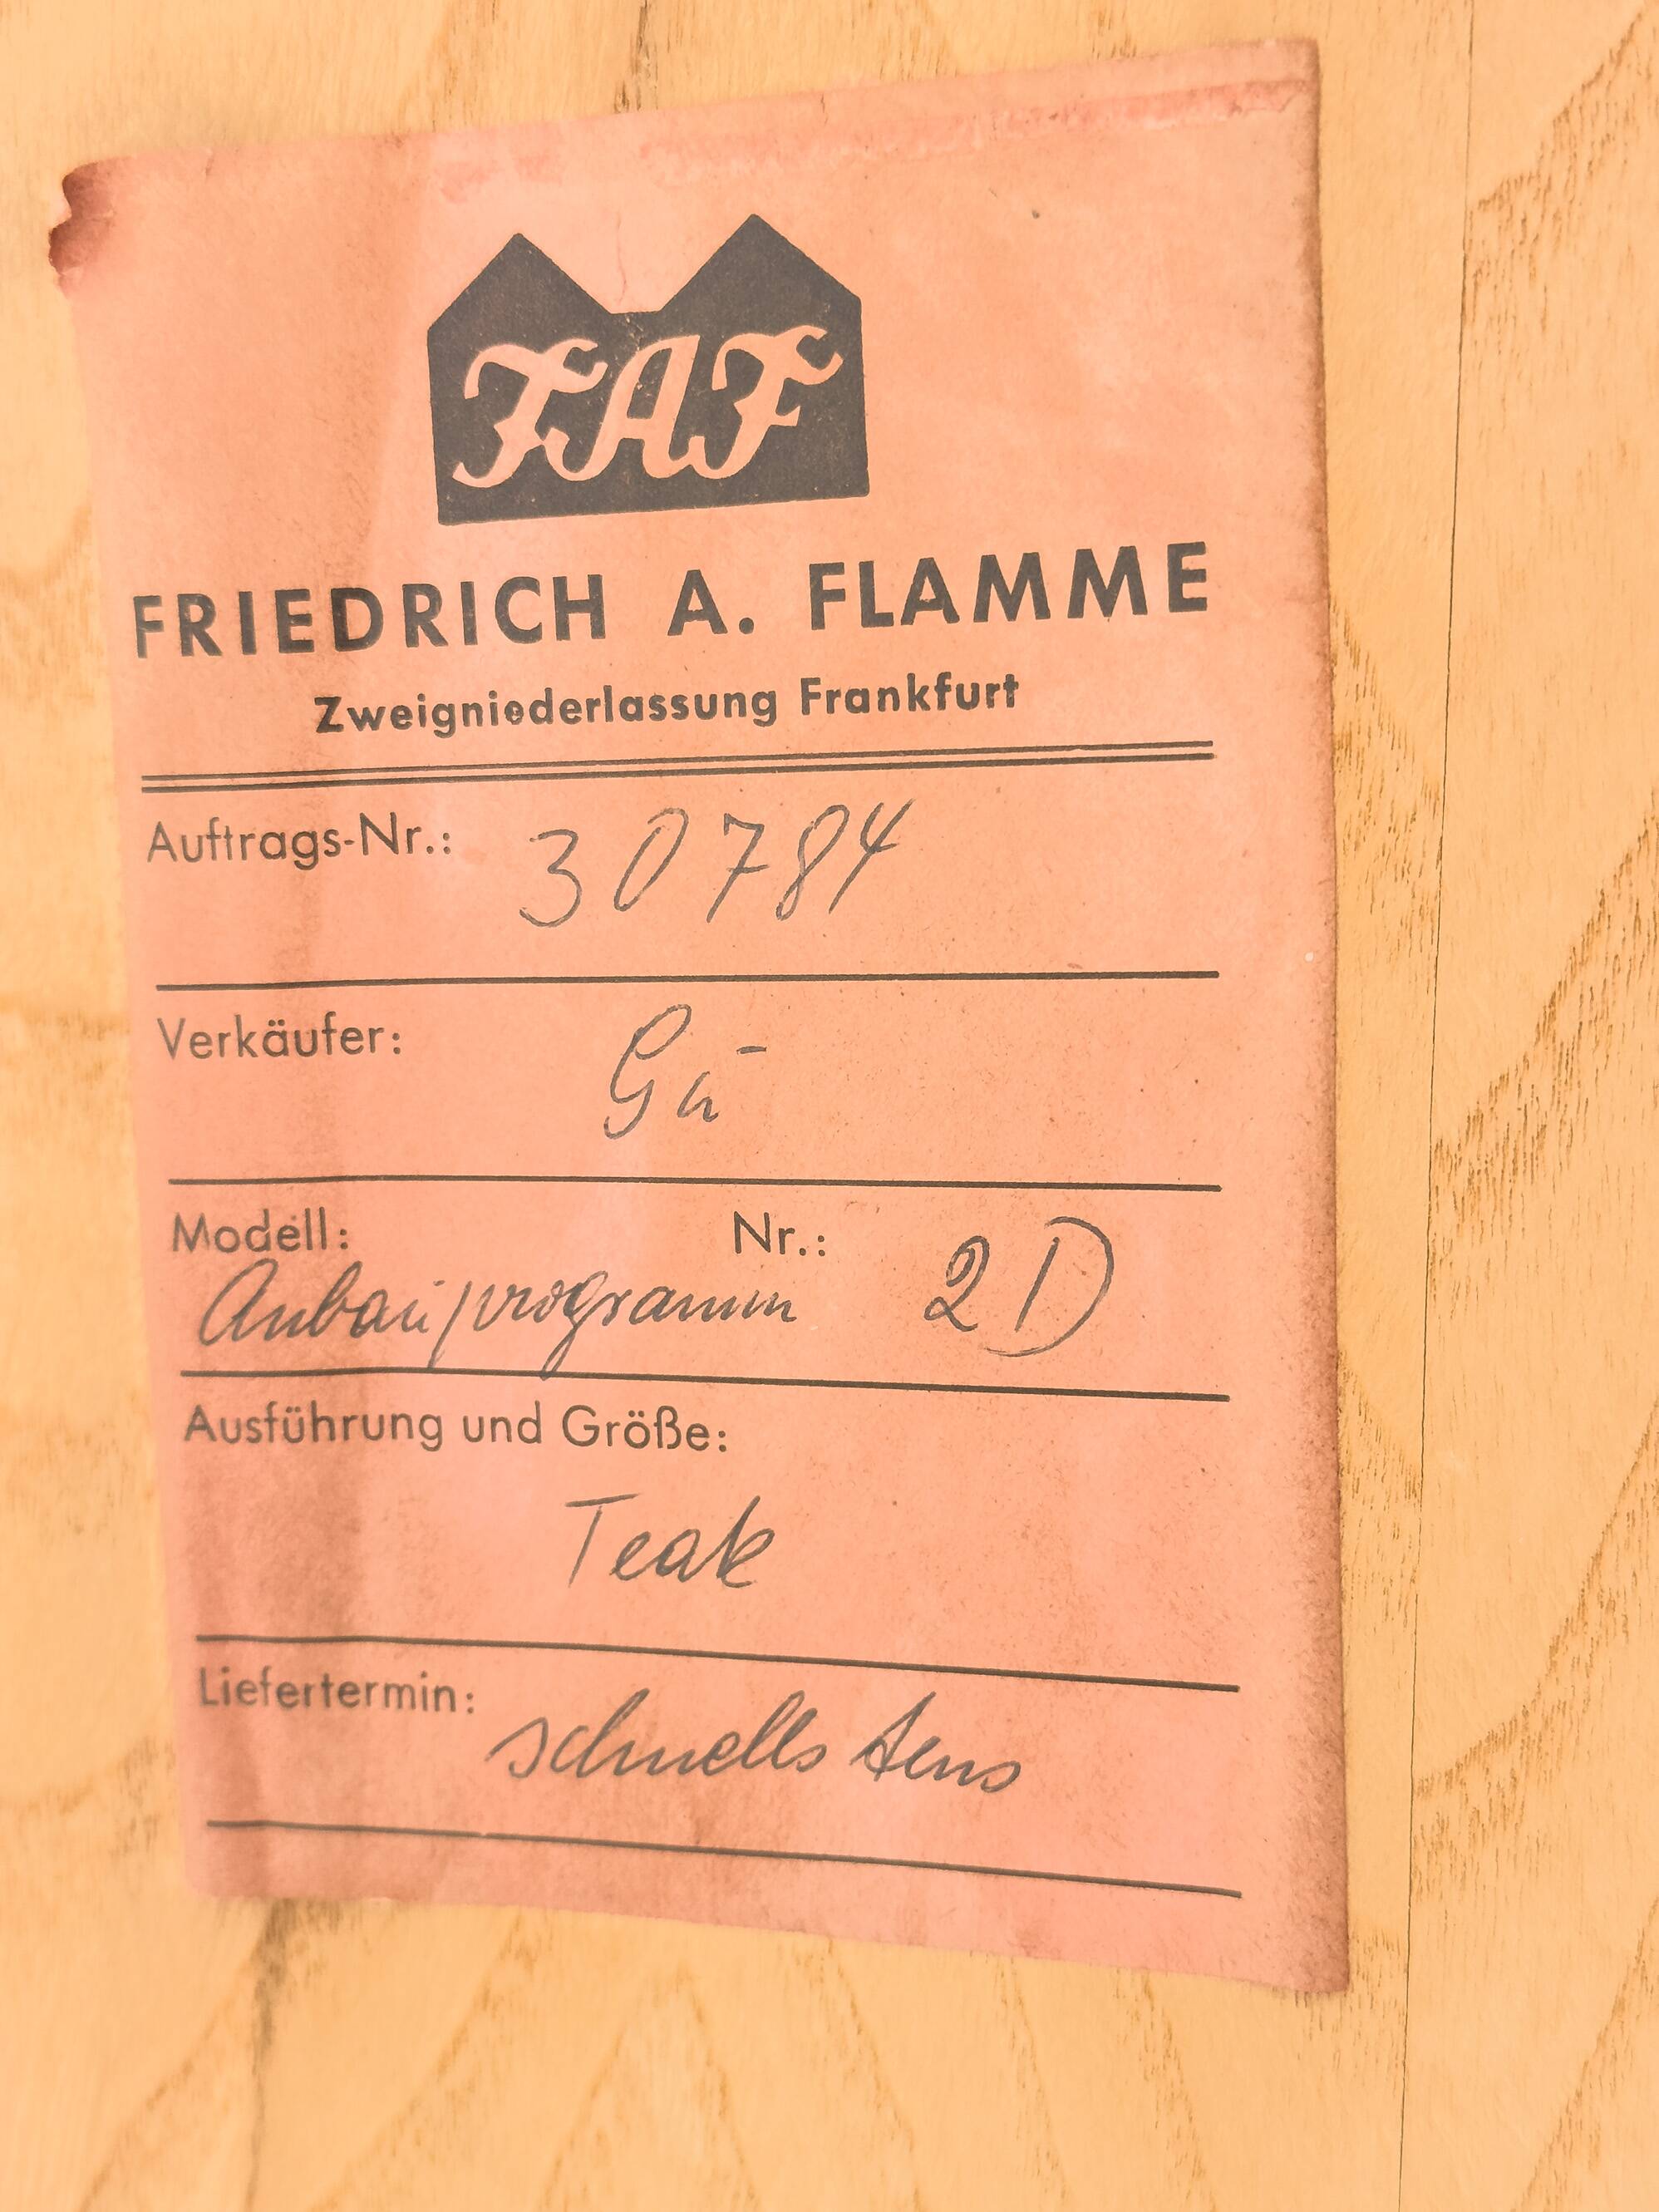 FAF
FRIEDRICH A. FLAMME
Zweigniederlassung Frankfurt
Auftrags-Nr.: 30784
Verkäufer: Gü
Modell: Nr.: 2D
Anbauprogramm
Ausführung und Größe:
Teak
Liefertermin: schnellstens